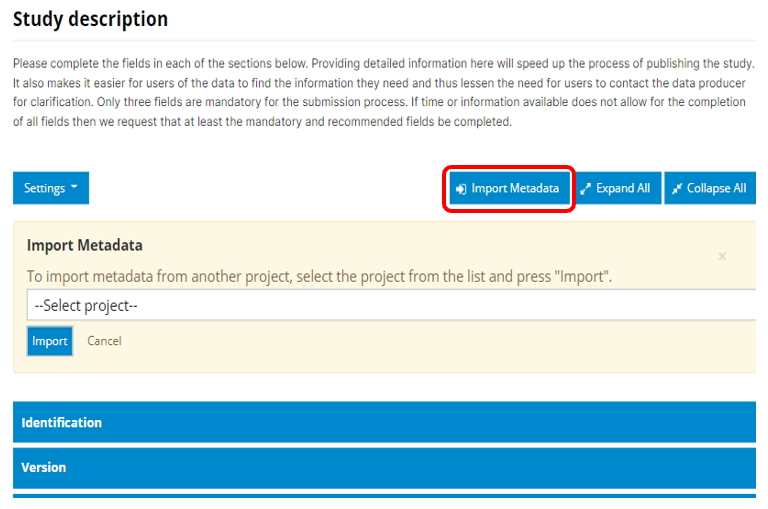 Study description
Please complete the fields in each of the sections below. Providing detailed information here will speed up the process of publishing the study.
It also makes it easier for users of the data to find the information they need and thus lessen the need for users to contact the data producer
for clarification. Only three fields are mandatory for the submission process. If time or information available does not allow for the completion
of all fields then we request that at least the mandatory and recommended fields be completed.
Settings Import Metadata Expand All Collapse All
Import Metadata
×
To import metadata from another project, select the project from the list and press "Import".
--Select project--
Import Cancel
Identification
Version